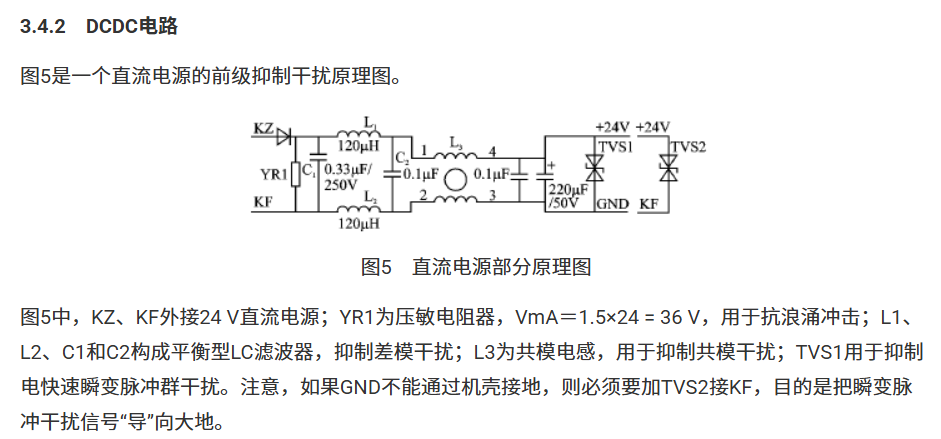 3.4.2 DCDC电路
图5是一个直流电源的前级抑制干扰原理图。
KZ
L1
120μH
YR1
C1
0.33μF/
250V
C2
0.1μF
L2
120μH
KF
1
L3
4
2
3
0.1μF
+
220μF
/50V
+24V +24V
TVS1
TVS2
GND KF
图5 直流电源部分原理图
图5中，KZ、KF外接24 V直流电源；YR1为压敏电阻器，VmA＝1.5×24 = 36 V，用于抗浪涌冲击；L1、
L2、C1和C2构成平衡型LC滤波器，抑制差模干扰；L3为共模电感，用于抑制共模干扰；TVS1用于抑制
电快速瞬变脉冲群干扰。注意，如果GND不能通过机壳接地，则必须要加TVS2接KF，目的是把瞬变脉
冲干扰信号“导”向大地。